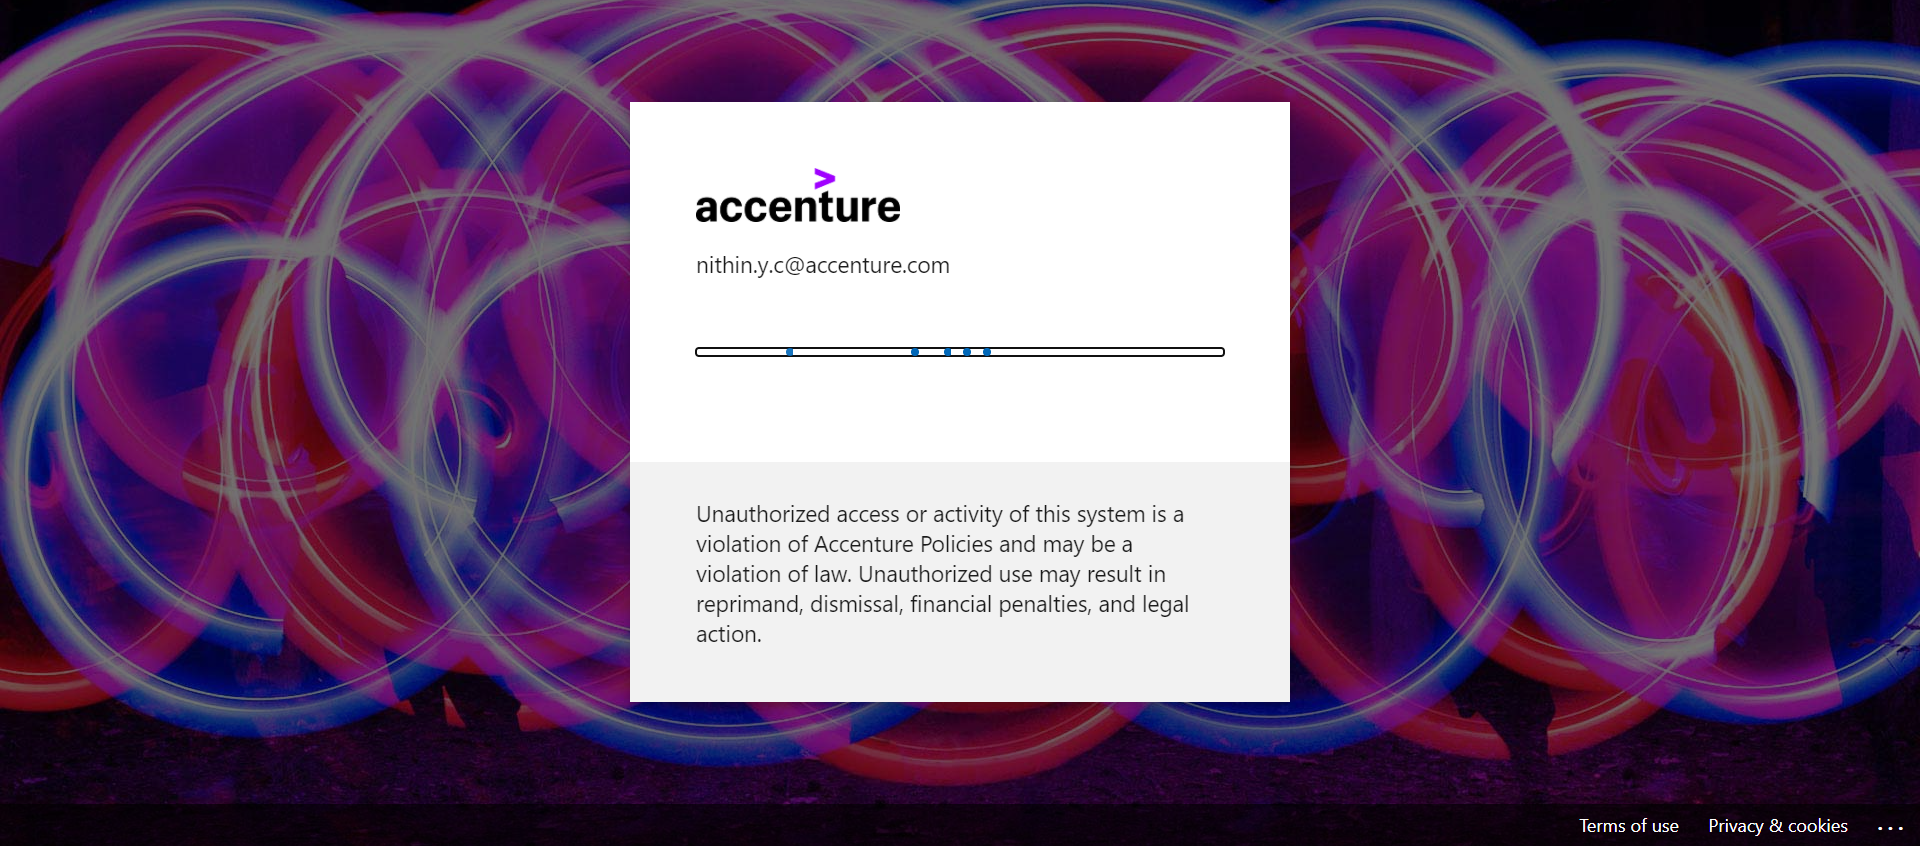 accenture
nithin.y.c@accenture.com
Unauthorized access or activity of this system is a
violation of Accenture Policies and may be a
violation of law. Unauthorized use may result in
reprimand, dismissal, financial penalties, and legal
action.
Terms of use Privacy & cookies ...